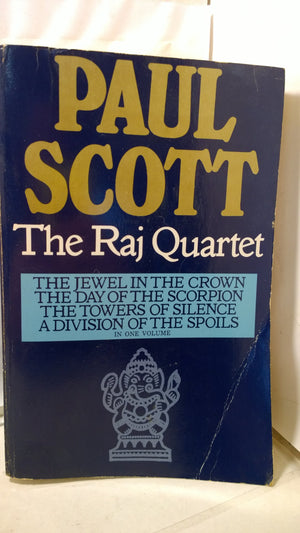 PAUL
SCOTT
The Raj Quartet
THE JEWEL IN THE CROWN
THE DAY OF THE SCORPION
THE TOWERS OF SILENCE
A DIVISION OF THE SPOILS
IN ONE VOLUME